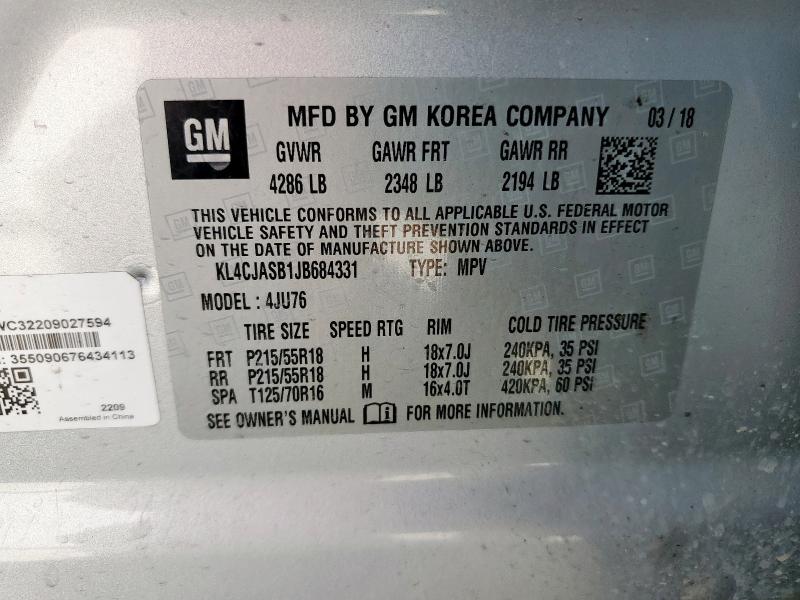 GM
MFD BY GM KOREA COMPANY 03 / 18
GVWR GAWR FRT GAWR RR
4286 LB 2348 LB 2194 LB
THIS VEHICLE CONFORMS TO ALL APPLICABLE U.S. FEDERAL MOTOR
VEHICLE SAFETY AND THEFT PREVENTION STANDARDS IN EFFECT
ON THE DATE OF MANUFACTURE SHOWN ABOVE.
KL4CJASB1JB684331 TYPE: MPV
MODEL : 4JU76
TIRE SIZE SPEED RTG RIM COLD TIRE PRESSURE
FRT P215/55R18 H 18x7.0J 240KPA, 35 PSI
RR P215/55R18 H 18x7.0J 240KPA, 35 PSI
SPA T125/70R16 M 16x4.0T 420KPA, 60 PSI
SEE OWNER'S MANUAL FOR MORE INFORMATION.
VC32209027594
: 355090676434113
2209
Assembled in China